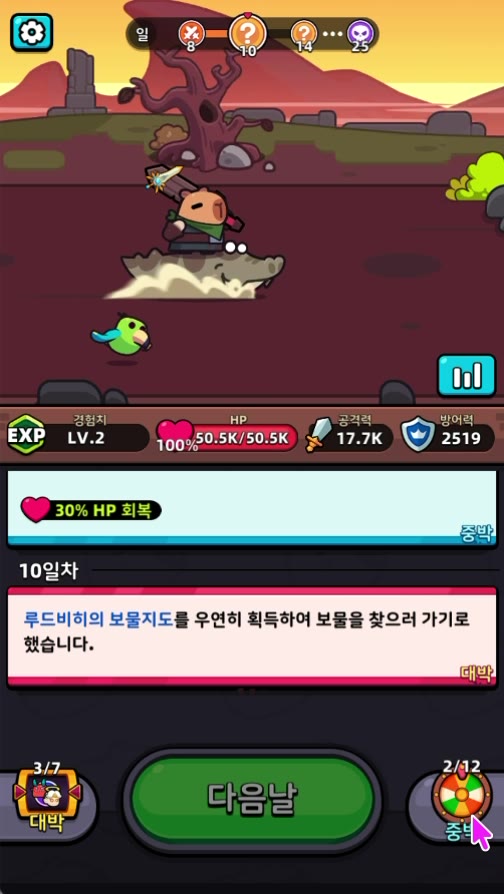 일
8
10
14
25
경험치
EXP LV.2
HP
100% 50.5K/50.5K
공격력
17.7K
방어력
2519
30% HP 회복
중박
10일차
루드비히의 보물지도를 우연히 획득하여 보물을 찾으러 가기로
했습니다.
대박
3/7
대박
다음날
2/12